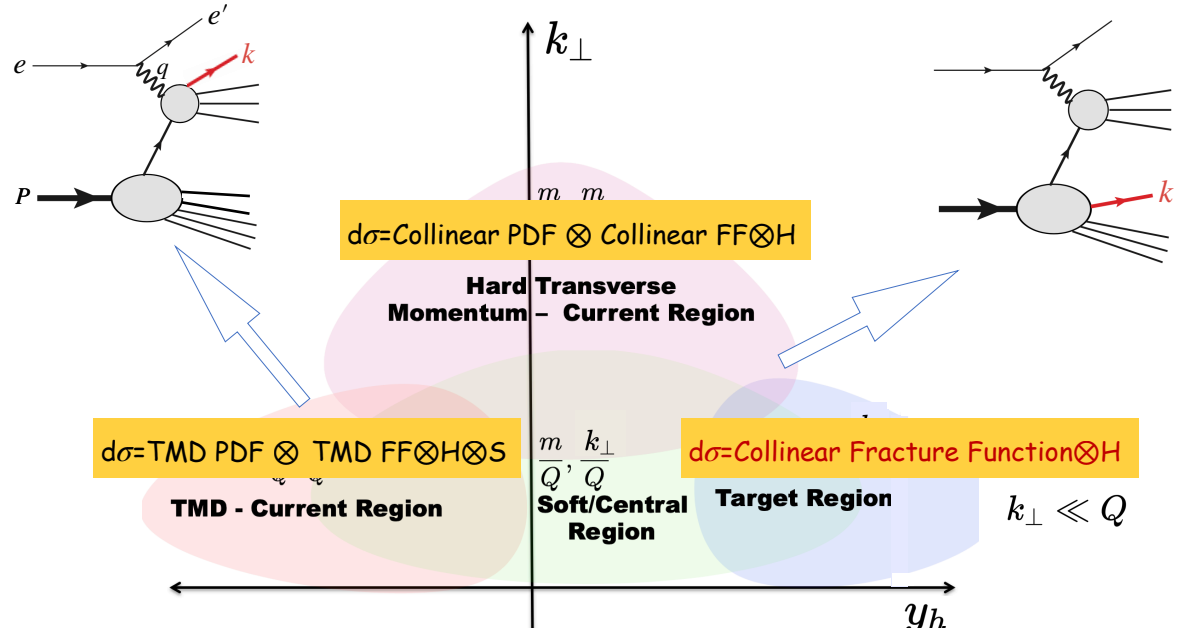 e
e′
q
k
P
k⊥
m m
dσ=Collinear PDF ⊗ Collinear FF⊗H
Hard Transverse
Momentum – Current Region
k
dσ=TMD PDF ⊗ TMD FF⊗H⊗S
TMD - Current Region
m/Q, k⊥/Q
Soft/Central
Region
dσ=Collinear Fracture Function⊗H
Target Region
k⊥ ≪ Q
y_h